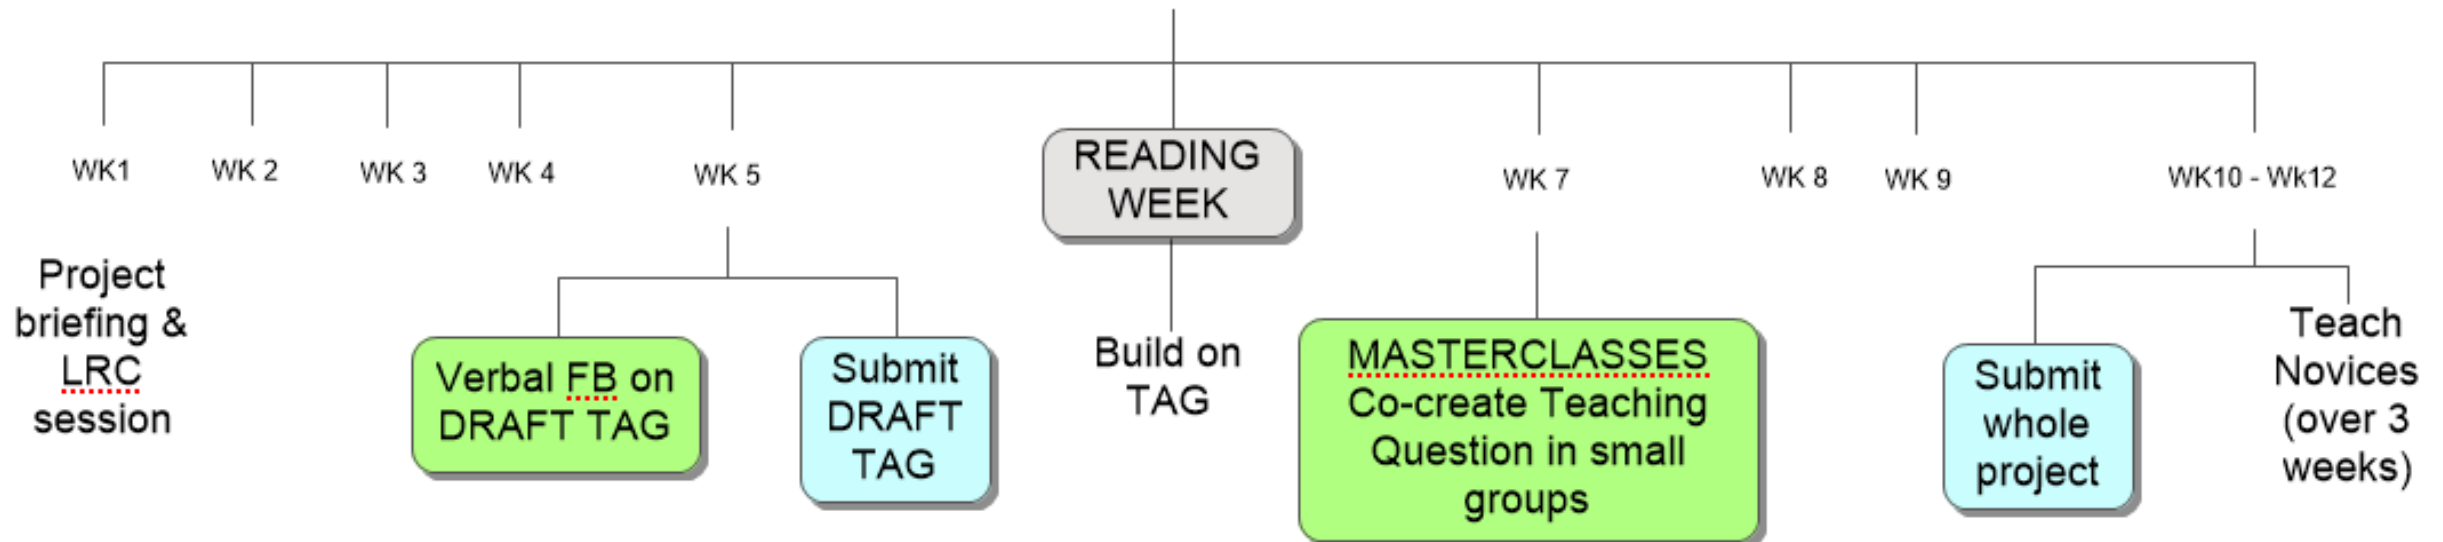 WK1
WK 2
WK 3
WK 4
WK 5
READING
WEEK
WK 7
WK 8
WK 9
WK10 - Wk12
Project
briefing &
LRC
session
Verbal FB on
DRAFT TAG
Submit
DRAFT
TAG
Build on
TAG
MASTERCLASSES
Co-create Teaching
Question in small
groups
Submit
whole
project
Teach
Novices
(over 3
weeks)